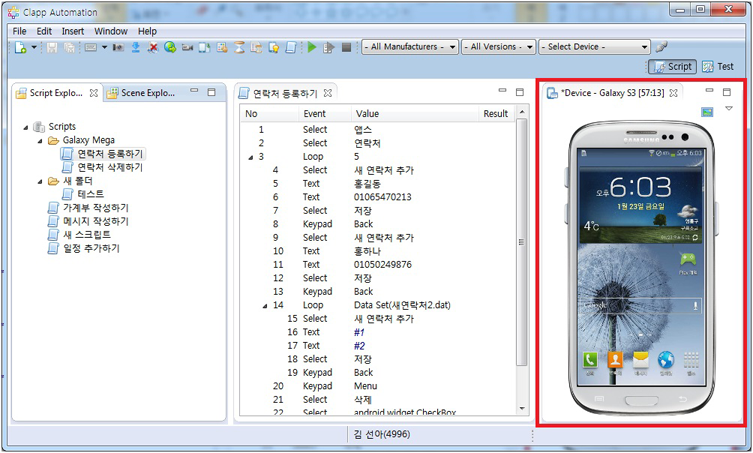 Clapp Automation
File Edit Insert Window Help
- All Manufacturers - - All Versions - - Select Device -
Script Test
Script Explo... Scene Explo...
Scripts
Galaxy Mega
연락처 등록하기
연락처 삭제하기
새 폴더
테스트
가계부 작성하기
메시지 작성하기
새 스크립트
일정 추가하기
연락처 등록하기
No Event Value Result
1 Select 앱스
2 Select 연락처
3 Loop 5
4 Select 새 연락처 추가
5 Text 홍길동
6 Text 01065470213
7 Select 저장
8 Keypad Back
9 Select 새 연락처 추가
10 Text 홍하나
11 Text 01050249876
12 Select 저장
13 Keypad Back
14 Loop Data Set(새연락처2.dat)
15 Select 새 연락처 추가
16 Text #1
17 Text #2
18 Select 저장
19 Keypad Back
20 Keypad Menu
21 Select 삭제
22 Select android.widget.CheckBox
*Device - Galaxy S3 [57:13]
오후 6:03
오후 6:03
1월 23일 금요일
4°C
Google
김 선아(4996)